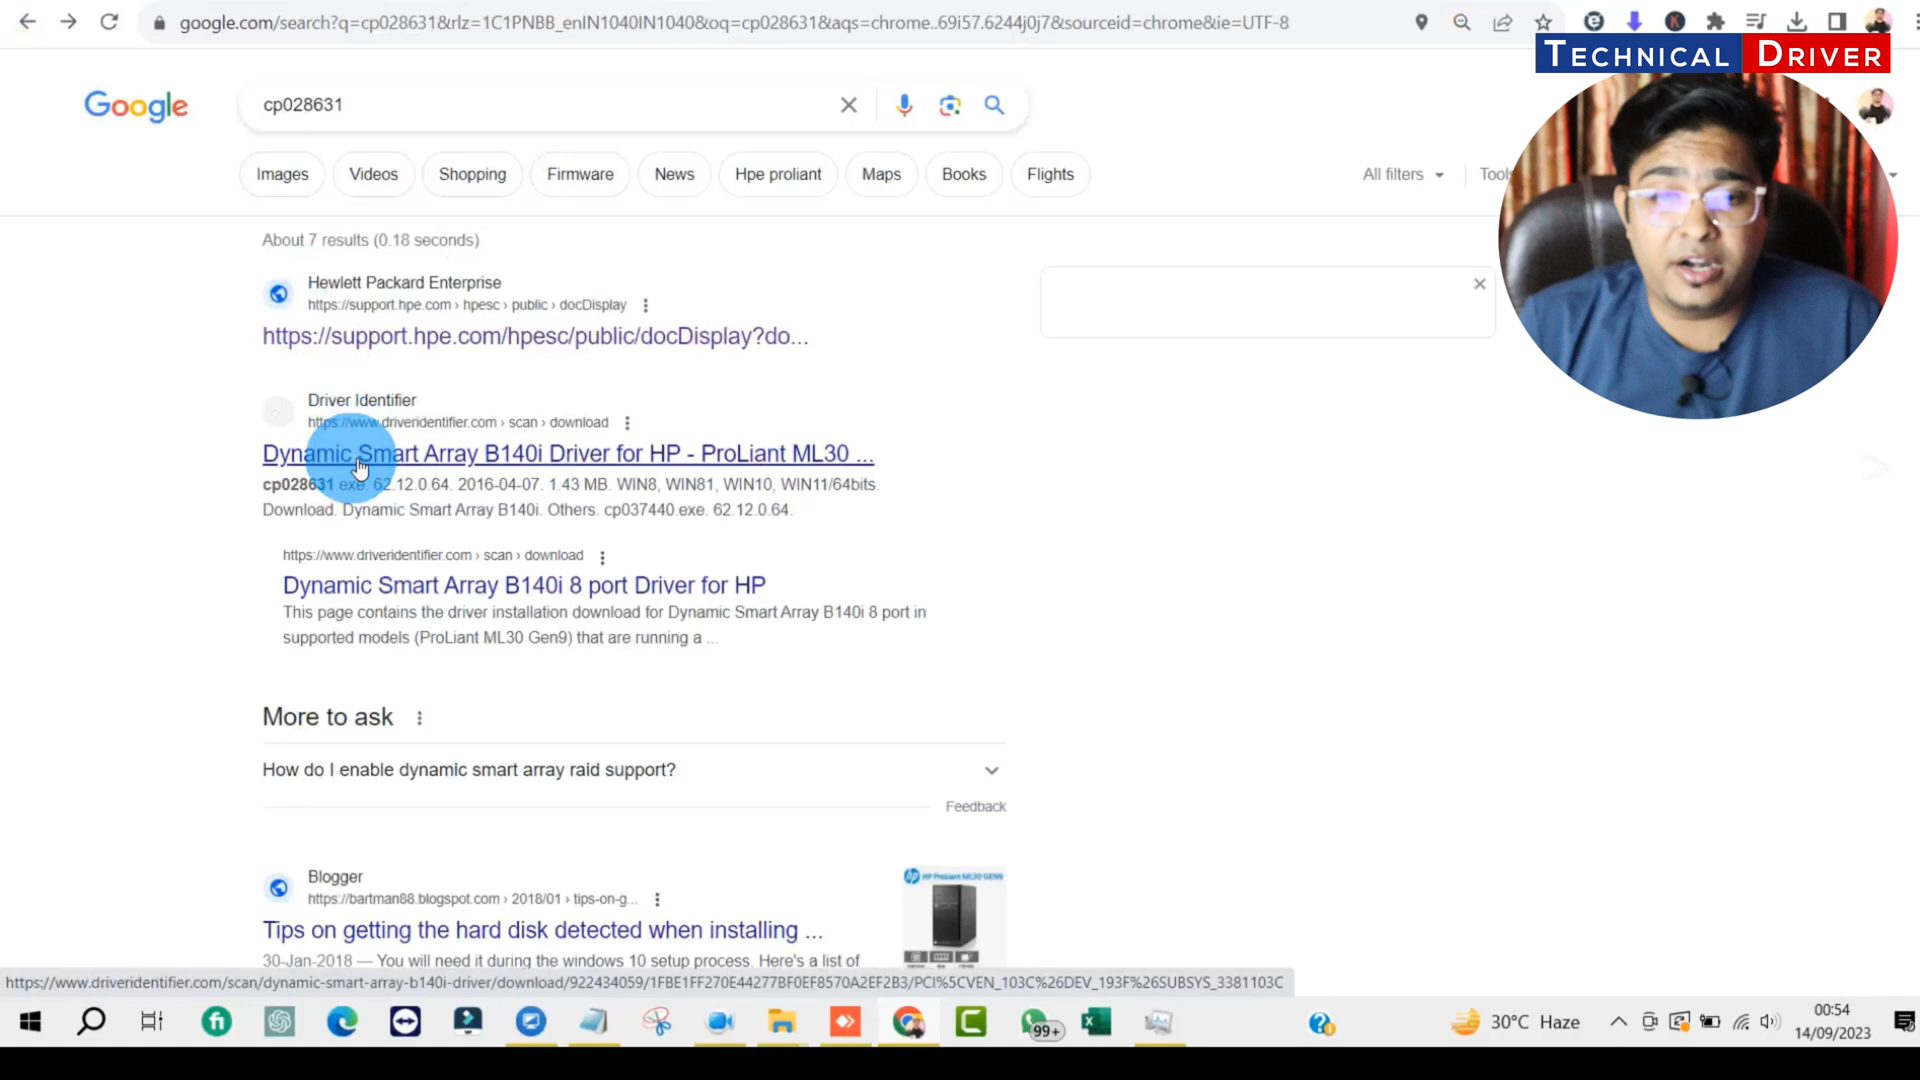 google.com/search?q=cp028631&rlz=1C1PNBB_enIN1040IN1040&oq=cp028631&aqs=chrome..69i57.6244j0j7&sourceid=chrome&ie=UTF-8
TECHNICAL DRIVER
Google
cp028631
Images
Videos
Shopping
Firmware
News
Hpe proliant
Maps
Books
Flights
All filters
Tools
About 7 results (0.18 seconds)
Hewlett Packard Enterprise
https://support.hpe.com › hpesc › public › docDisplay
https://support.hpe.com/hpesc/public/docDisplay?do...
Driver Identifier
https://www.driveridentifier.com › scan › download
Dynamic Smart Array B140i Driver for HP - ProLiant ML30 ...
cp028631 exe. 62.12.0.64. 2016-04-07. 1.43 MB. WIN8, WIN81, WIN10, WIN11/64bits.
Download. Dynamic Smart Array B140i. Others. cp037440 exe. 62.12.0.64.
https://www.driveridentifier.com › scan › download
Dynamic Smart Array B140i 8 port Driver for HP
This page contains the driver installation download for Dynamic Smart Array B140i 8 port in
supported models (ProLiant ML30 Gen9) that are running a ...
More to ask
How do I enable dynamic smart array raid support?
Feedback
Blogger
https://bartman88.blogspot.com › 2018/01 › tips-on-g...
Tips on getting the hard disk detected when installing ...
30-Jan-2018 — You will need it during the windows 10 setup process. Here's a list of
HP ProLiant ML30 GEN9
https://www.driveridentifier.com/scan/dynamic-smart-array-b140i-driver/download/922434059/1FBE1FF270E44277BF0EF8570A2EF2B3/PCI%5CVEN_103C%26DEV_193F%26SUBSYS_3381103C
fi
99+
30°C Haze
00:54
14/09/2023